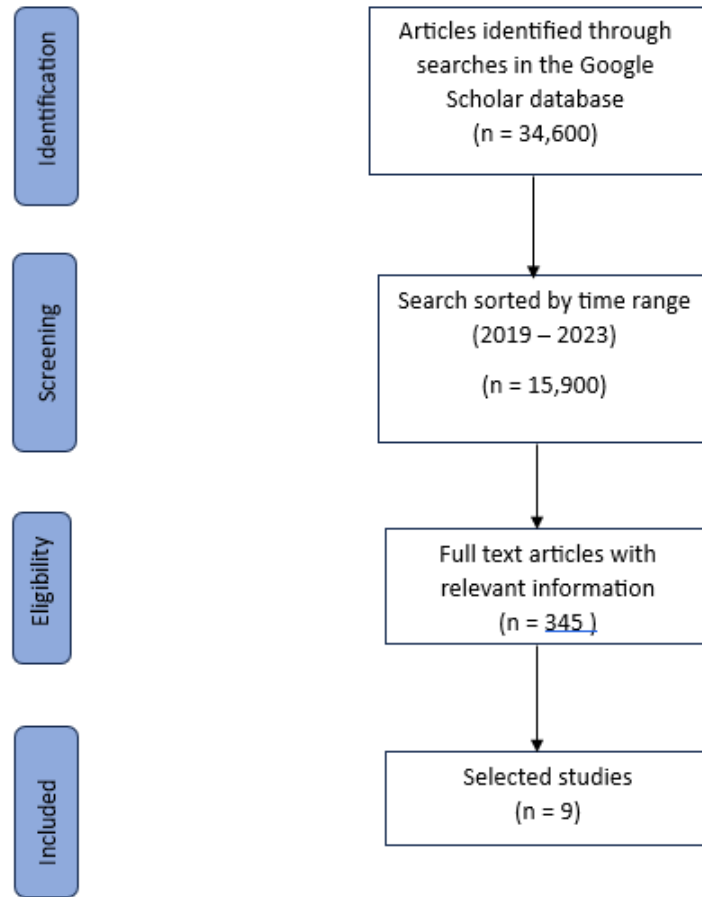 Identification
Articles identified through
searches in the Google
Scholar database
(n = 34,600)
Screening
Search sorted by time range
(2019 – 2023)
(n = 15,900)
Eligibility
Full text articles with
relevant information
(n = 345 )
Included
Selected studies
(n = 9)